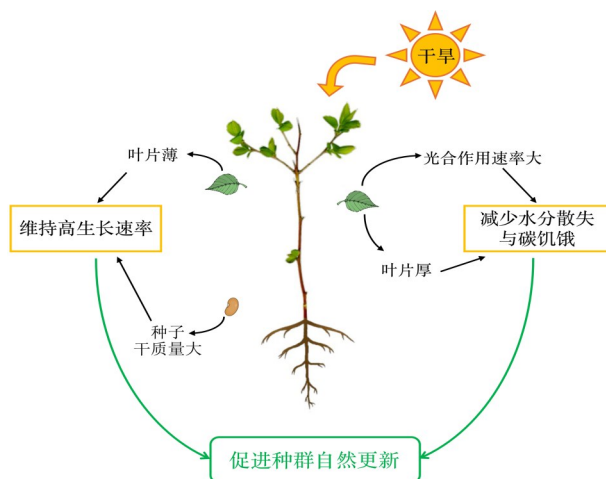 干旱
叶片薄
光合作用速率大
维持高生长速率
减少水分散失
与碳饥饿
叶片厚
种子
干质量大
促进种群自然更新